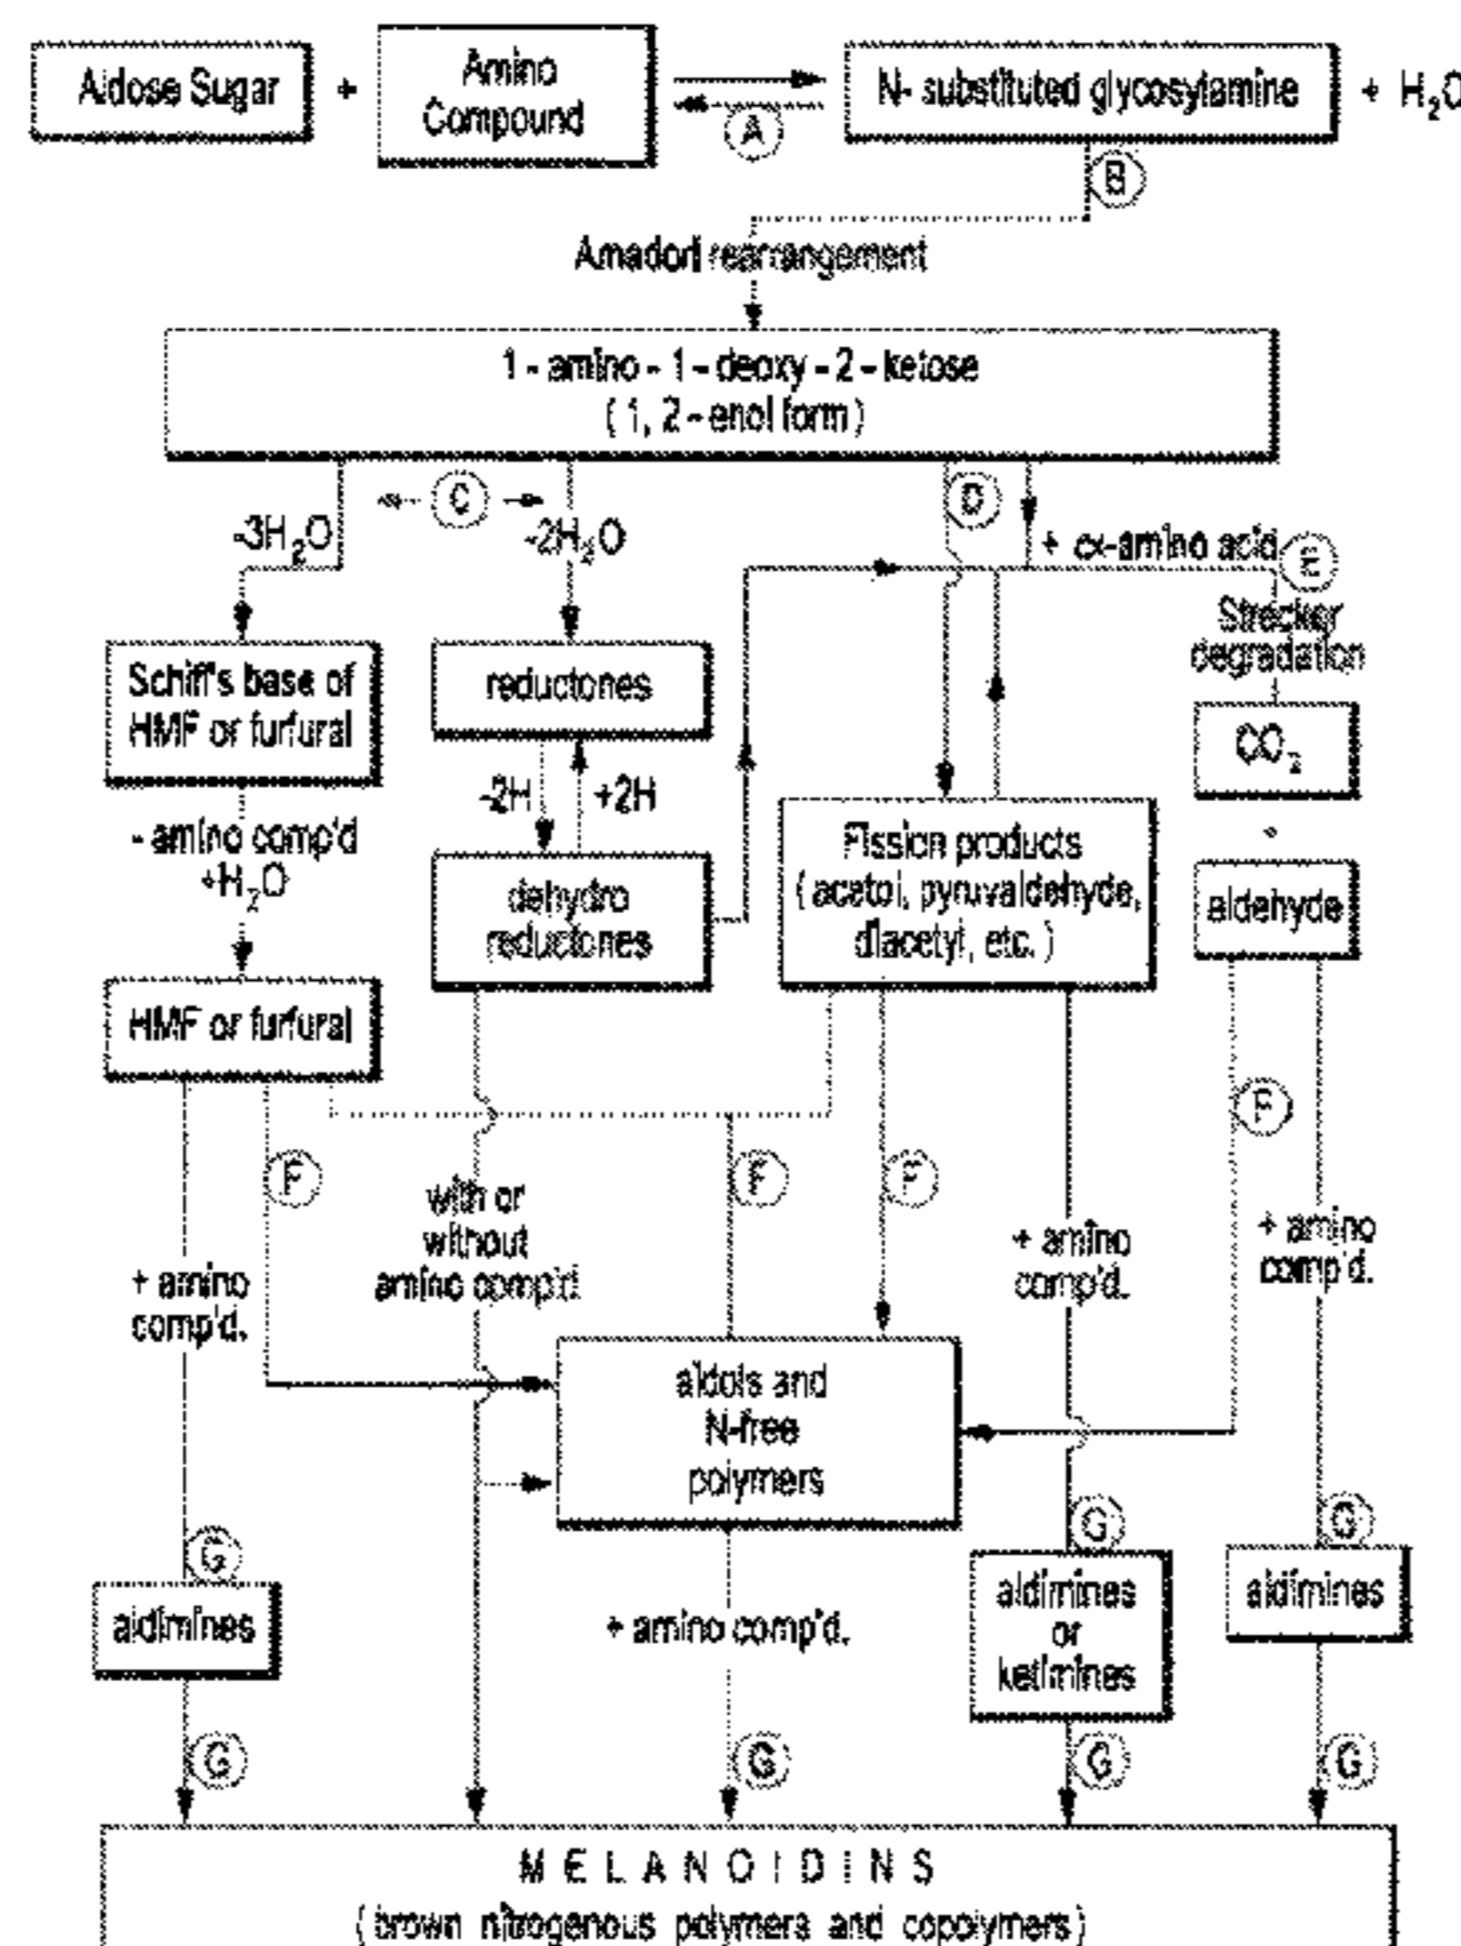 Aldose Sugar + Amino Compound A N- substituted glycosylamine + H₂O
B
Amadori rearrangement
1 - amino - 1 - deoxy - 2 - ketose
( 1, 2 - enol form )
C
D
-3H₂O
-2H₂O
+ α-amino acid
E
Strecker
degradation
Schiff's base of
HMF or furfural
reductones
CO₂
-2H
+2H
- amino comp'd
+H₂O
dehydro
reductones
Fission products
( acetol, pyruvaldehyde,
diacetyl, etc. )
aldehyde
HMF or furfural
F
F
F
F
with or
without
amino comp'd.
+ amino
comp'd.
+ amino
comp'd.
+ amino
comp'd.
aldols and
N-free
polymers
G
G
G
aldimines
+ amino comp'd.
aldimines
or
ketimines
aldimines
G
G
G
G
M E L A N O I D I N S
( brown nitrogenous polymers and copolymers )